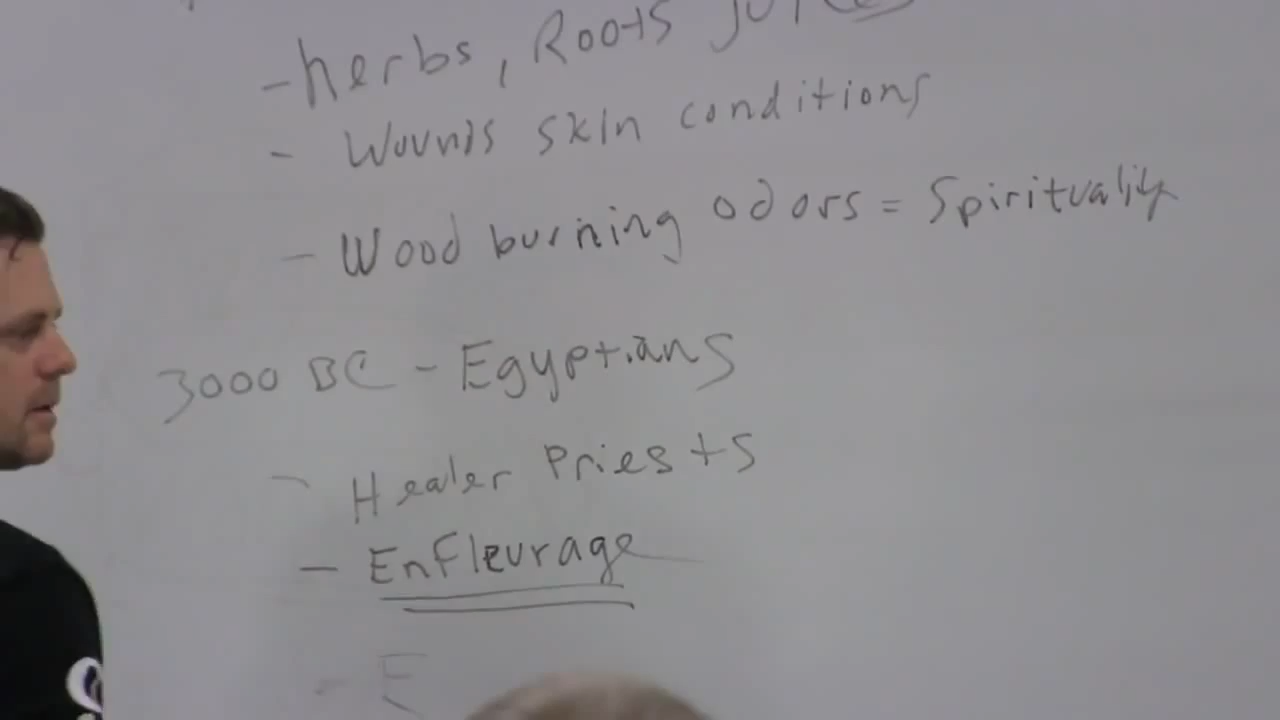 - herbs, Roots
- Wounds skin conditions
- Wood burning odors = Spirituality
3000 BC - Egyptians
- Healer Priests
- EnFleurage
- E